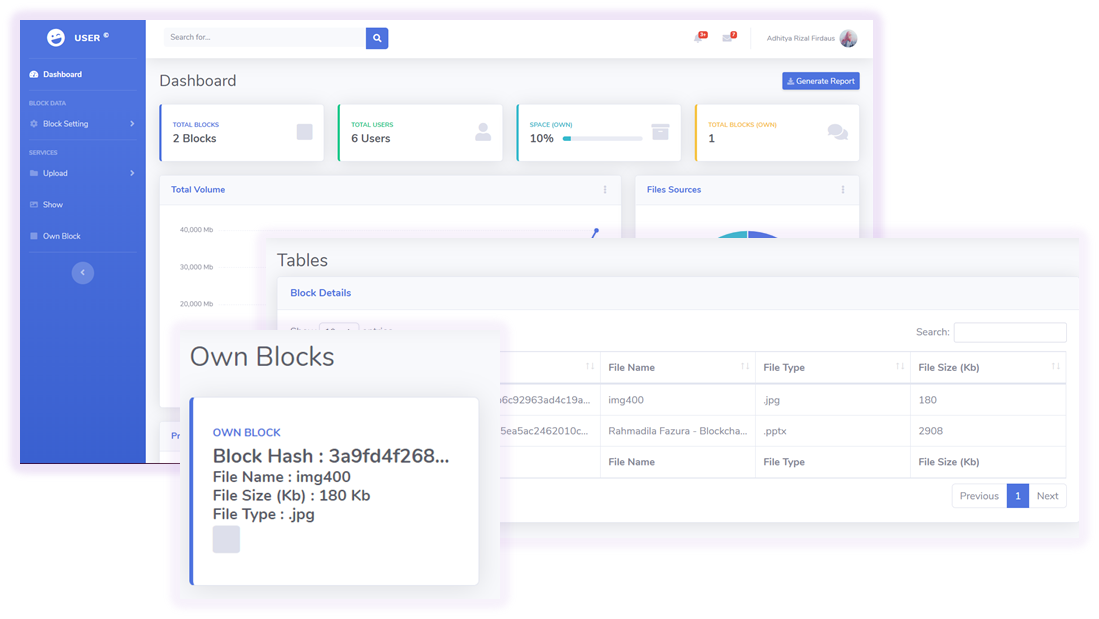 USER ©
Search for...
3+
7
Adhitya Rizal Firdaus
Dashboard
BLOCK DATA
Block Setting
SERVICES
Upload
Show
Own Block
Dashboard
Generate Report
TOTAL BLOCKS
2 Blocks
TOTAL USERS
6 Users
SPACE (OWN)
10%
TOTAL BLOCKS (OWN)
1
Total Volume
40,000 Mb
30,000 Mb
20,000 Mb
Files Sources
Pr
Tables
Block Details
Search:
File Name
File Type
File Size (Kb)
6c92963ad4c19a...
img400
.jpg
180
5ea5ac2462010c...
Rahmadila Fazura - Blockcha...
.pptx
2908
File Name
File Type
File Size (Kb)
Previous
1
Next
Own Blocks
OWN BLOCK
Block Hash : 3a9fd4f268...
File Name : img400
File Size (Kb) : 180 Kb
File Type : .jpg